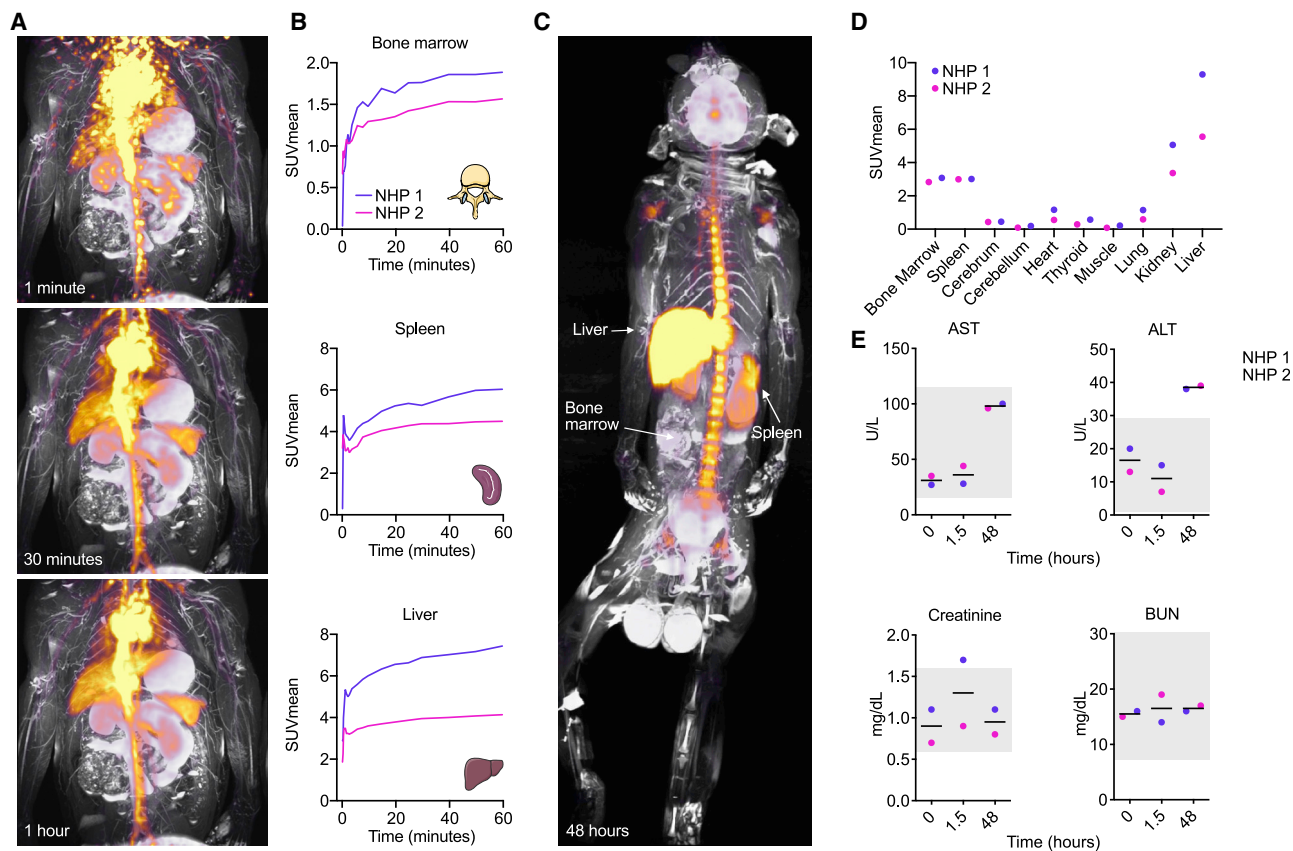 A
1 minute
30 minutes
1 hour
B
Bone marrow
SUVmean
2.0
1.5
1.0
0.5
0.0
NHP 1
NHP 2
0 20 40 60
Time (minutes)
Spleen
SUVmean
8
6
4
2
0
0 20 40 60
Time (minutes)
Liver
SUVmean
8
6
4
2
0
0 20 40 60
Time (minutes)
C
Liver
Bone
marrow
Spleen
48 hours
D
SUVmean
10
8
6
4
2
0
NHP 1
NHP 2
Bone Marrow
Spleen
Cerebrum
Cerebellum
Heart
Thyroid
Muscle
Lung
Kidney
Liver
E
AST
U/L
150
100
50
0
0 1.5 48
Time (hours)
ALT
U/L
50
40
30
20
10
0
0 1.5 48
NHP 1
NHP 2
Creatinine
mg/dL
2.0
1.5
1.0
0.5
0.0
0 1.5 48
BUN
mg/dL
30
20
10
0
0 1.5 48
Time (hours)